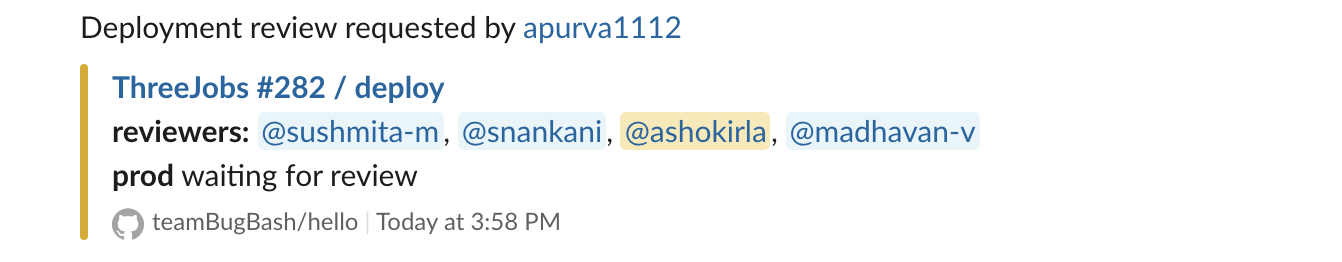 Deployment review requested by apurva1112
ThreeJobs #282 / deploy
reviewers: @sushmita-m, @snankani, @ashokirla, @madhavan-v
prod waiting for review
teamBugBash/hello | Today at 3:58 PM